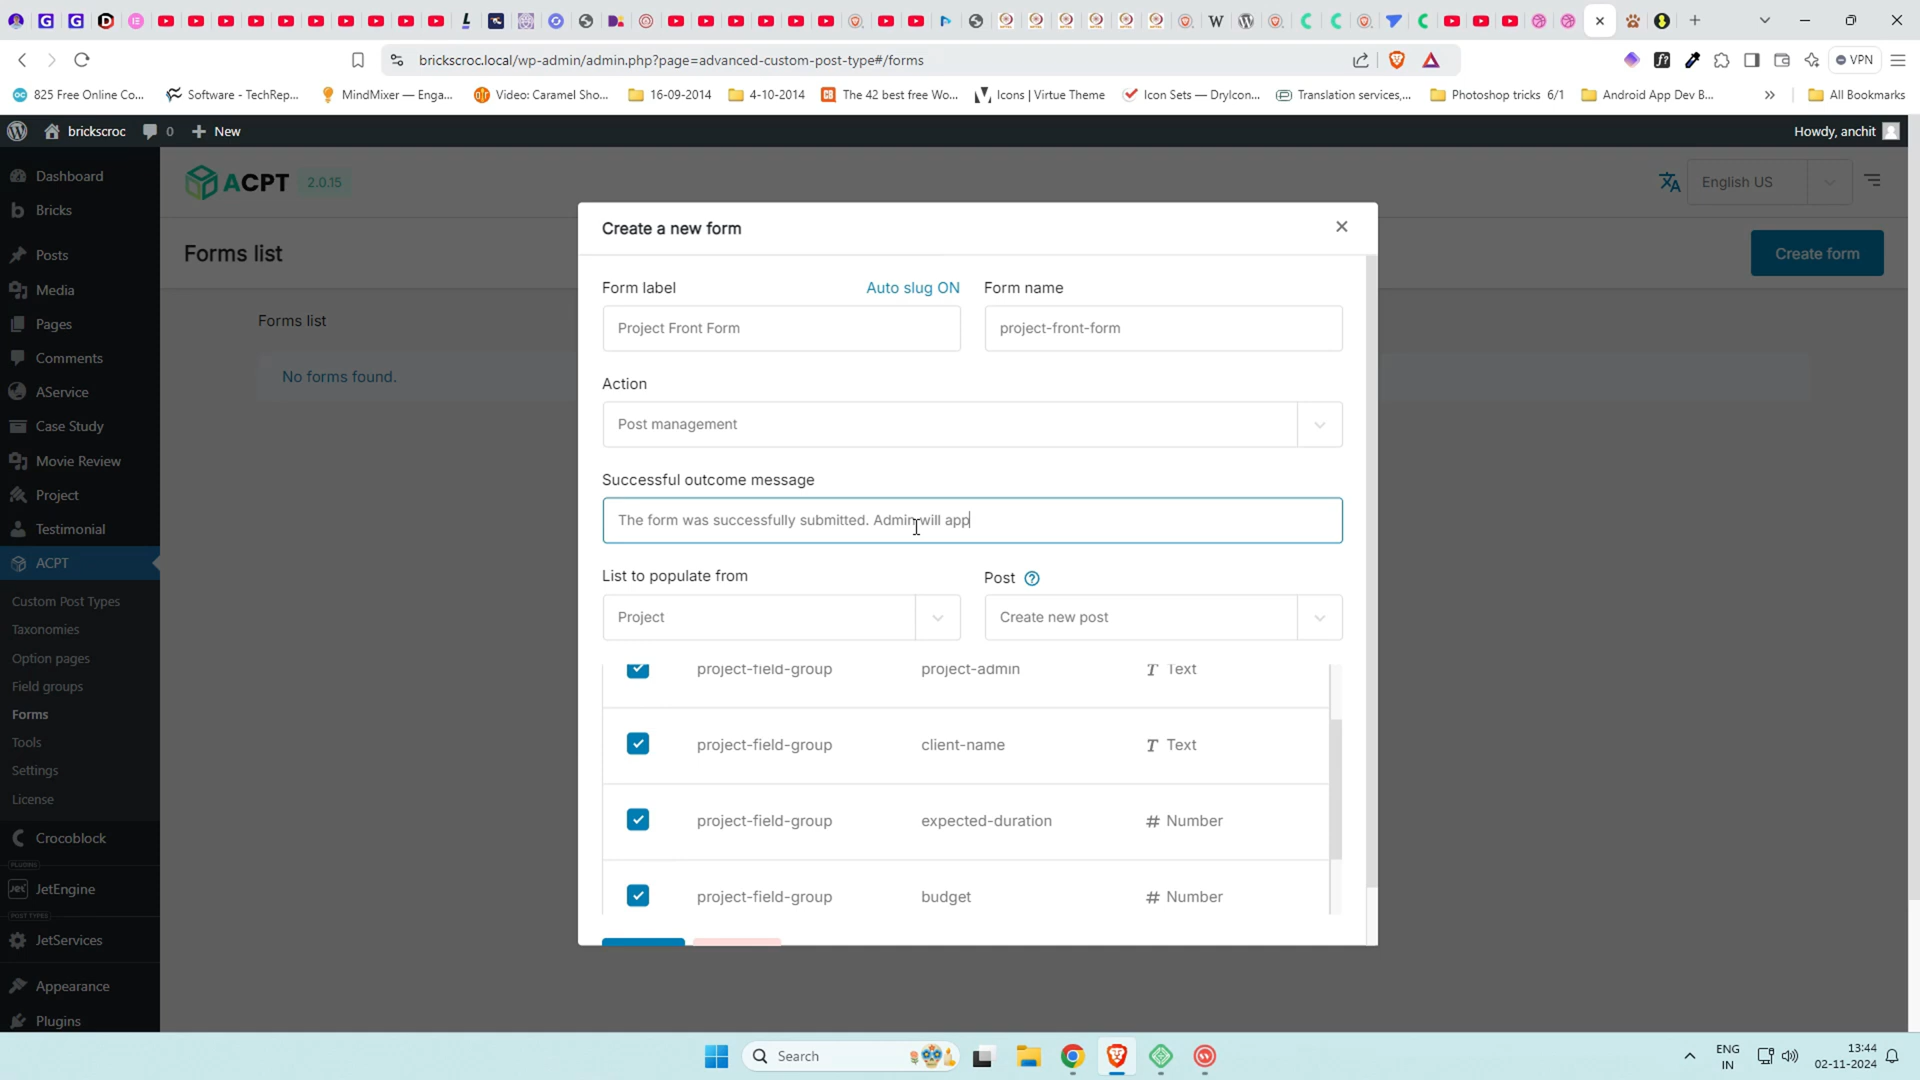 brickscroc.local/wp-admin/admin.php?page=advanced-custom-post-type#/forms
VPN
825 Free Online Co...
Software - TechRep...
MindMixer — Enga...
Video: Caramel Sho...
16-09-2014
4-10-2014
The 42 best free Wo...
Icons | Virtue Theme
Icon Sets — DryIcon...
Translation services,...
Photoshop tricks 6/1
Android App Dev B...
All Bookmarks
brickscroc
0
New
Howdy, anchit
Dashboard
Bricks
Posts
Media
Pages
Comments
AService
Case Study
Movie Review
Project
Testimonial
ACPT
Custom Post Types
Taxonomies
Option pages
Field groups
Forms
Tools
Settings
License
Crocoblock
PLUGINS
JetEngine
POST TYPES
JetServices
Appearance
Plugins
ACPT 2.0.15
English US
Forms list
Create form
Forms list
No forms found.
Create a new form
Form label
Auto slug ON
Form name
Project Front Form
project-front-form
Action
Post management
Successful outcome message
The form was successfully submitted. Admin will app
List to populate from
Post
Project
Create new post
project-field-group project-admin T Text
project-field-group client-name T Text
project-field-group expected-duration # Number
project-field-group budget # Number
Search
ENG
IN
13:44
02-11-2024